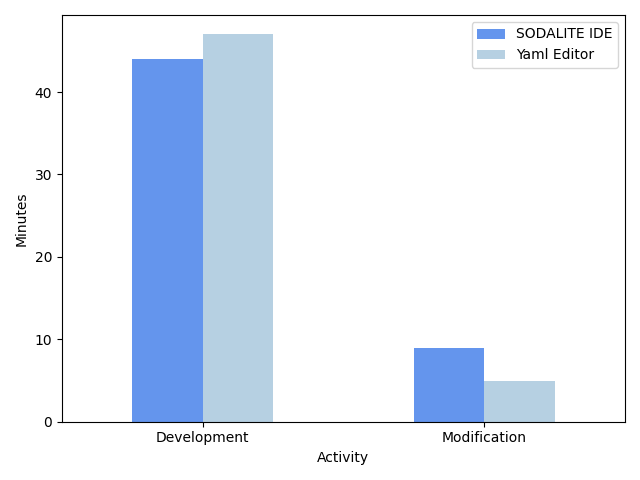 SODALITE IDE
Yaml Editor
40
30
20
10
0
Minutes
Development Modification
Activity